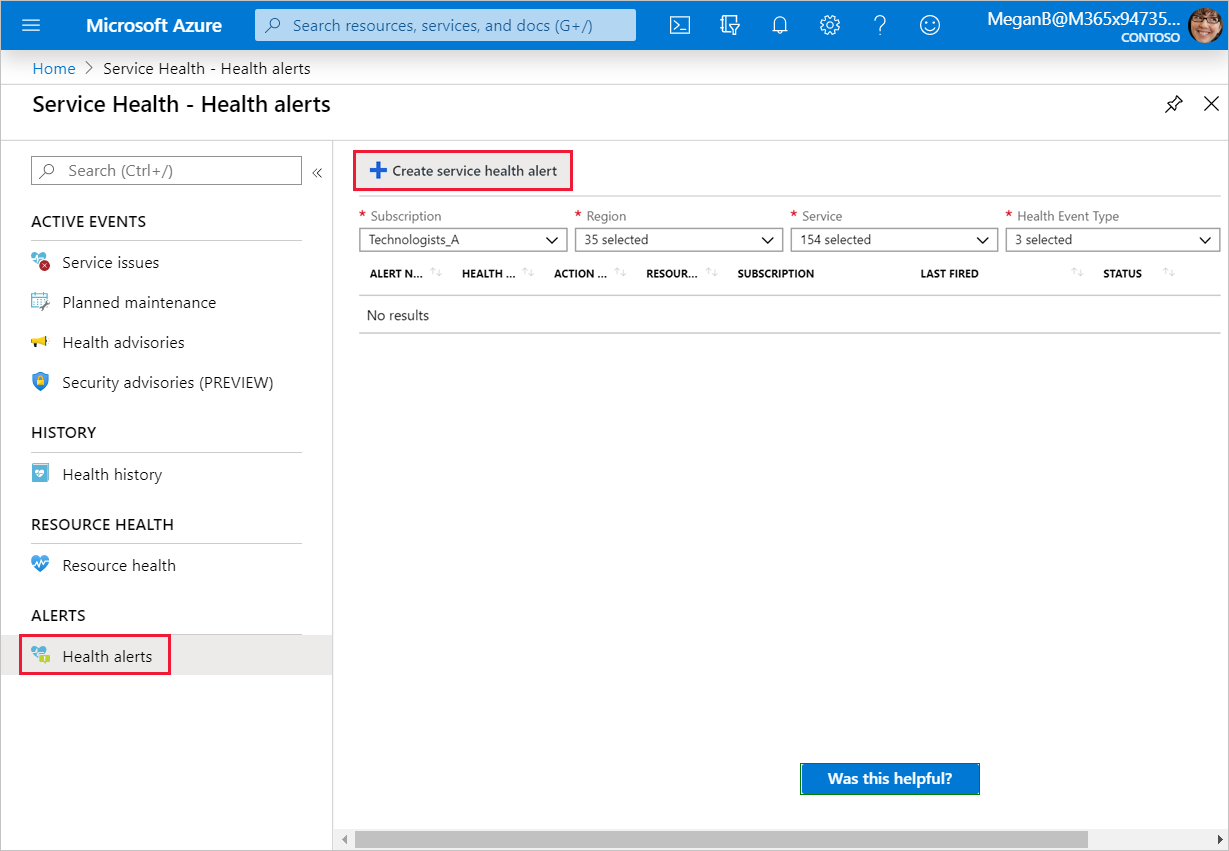 Microsoft Azure
Search resources, services, and docs (G+/)
MeganB@M365x94735...
CONTOSO
Home > Service Health - Health alerts
Service Health - Health alerts
Search (Ctrl+/)
«
ACTIVE EVENTS
Service issues
Planned maintenance
Health advisories
Security advisories (PREVIEW)
HISTORY
Health history
RESOURCE HEALTH
Resource health
ALERTS
Health alerts
Create service health alert
* Subscription * Region * Service * Health Event Type
Technologists_A 35 selected 154 selected 3 selected
ALERT N... HEALTH ... ACTION ... RESOUR... SUBSCRIPTION LAST FIRED STATUS
No results
Was this helpful?